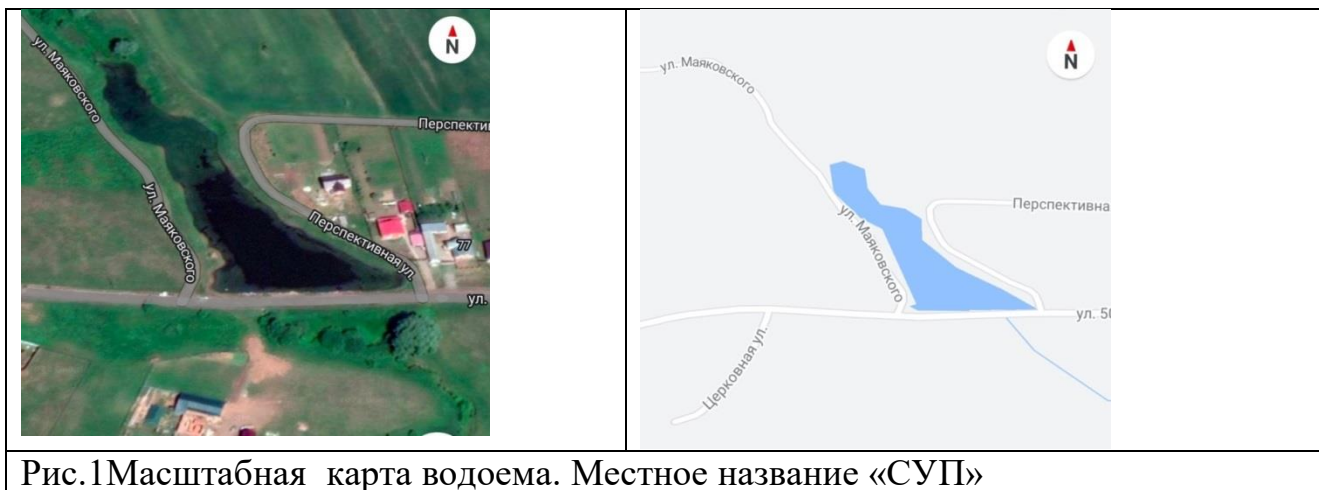 N
ул. Маяковского
Перспекти
ул. Маяковского
Перспективная ул.
77
ул.
N
ул. Маяковского
Перспективна
ул. Маяковского
ул. 50
Церковная ул.
Рис.1Масштабная карта водоема. Местное название «СУП»